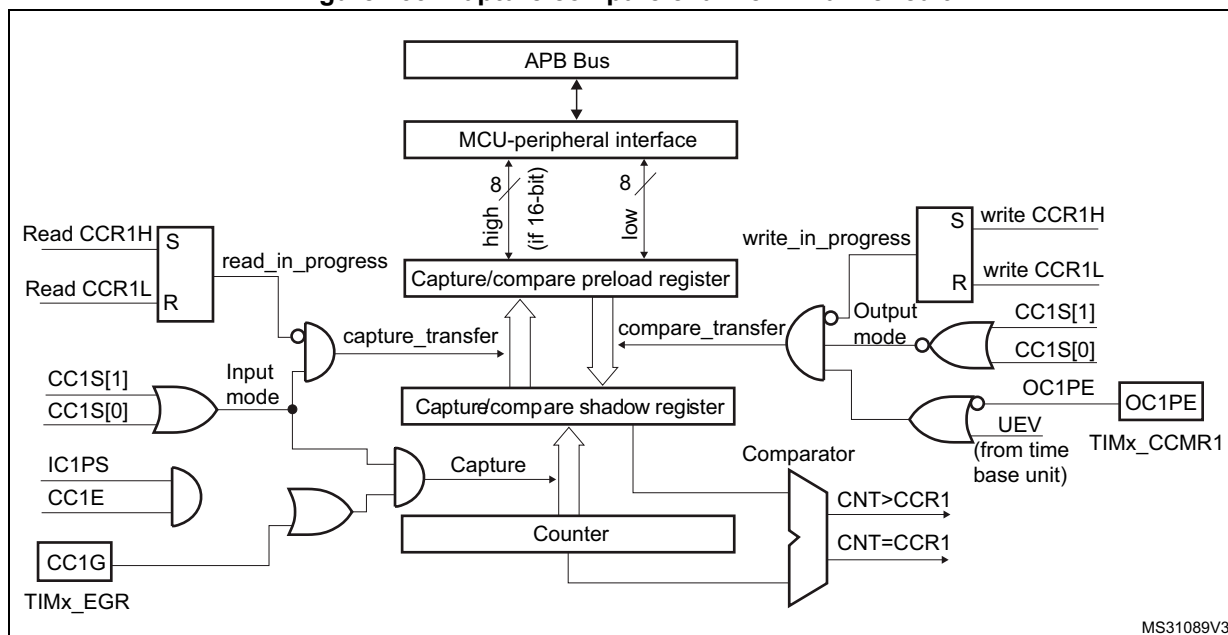 APB Bus
MCU-peripheral interface
8
high
(if 16-bit)
8
low
Read CCR1H
S
read_in_progress
Read CCR1L
R
write_in_progress
S
write CCR1H
R
write CCR1L
Capture/compare preload register
capture_transfer
compare_transfer
Output
mode
CC1S[1]
CC1S[0]
CC1S[1]
CC1S[0]
Input
mode
Capture/compare shadow register
OC1PE
OC1PE
UEV
(from time
base unit)
TIMx_CCMR1
IC1PS
CC1E
Capture
Comparator
CNT>CCR1
CNT=CCR1
Counter
CC1G
TIMx_EGR
MS31089V3